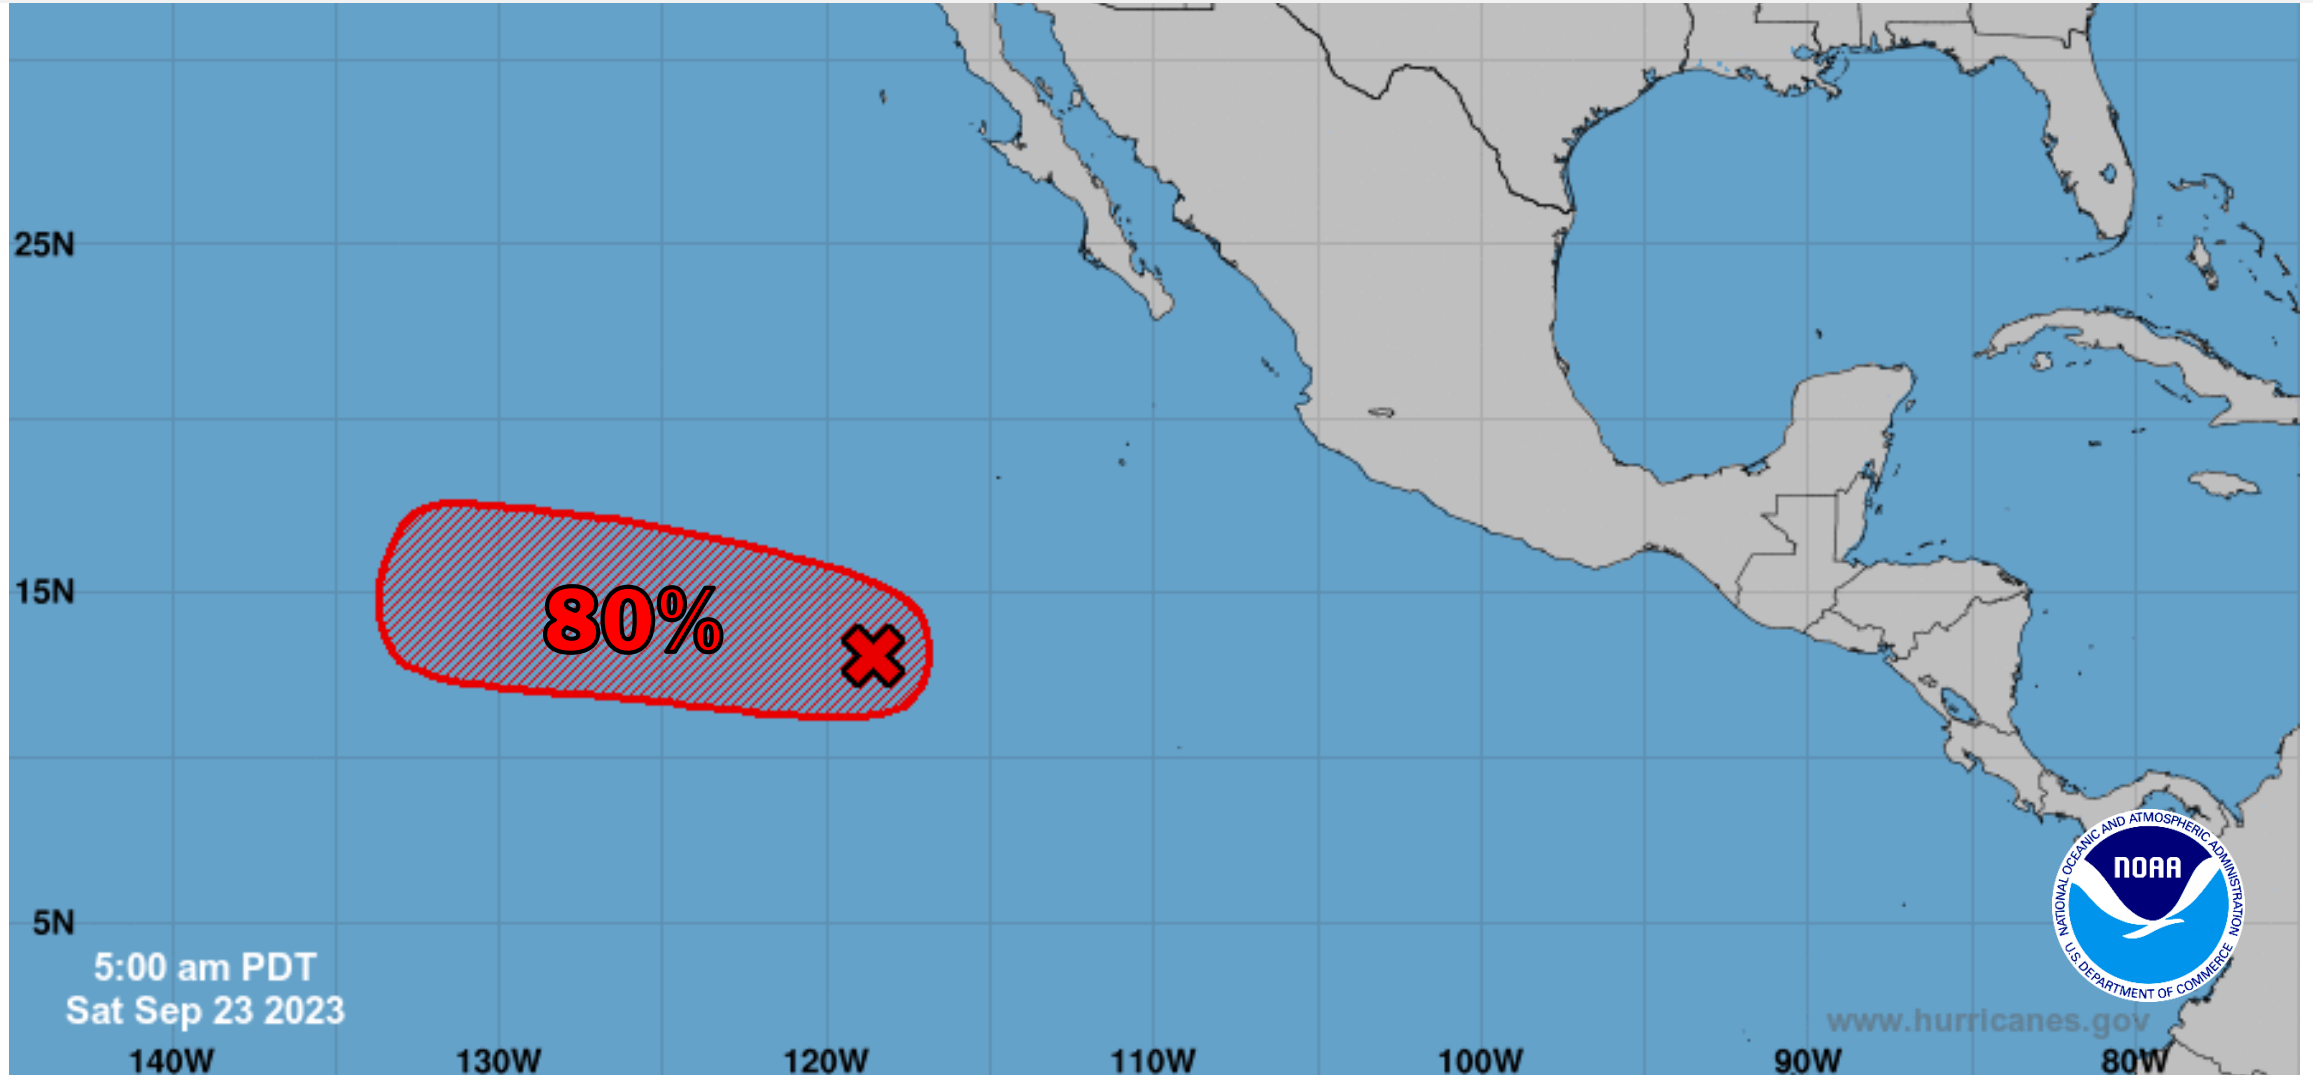 25N
15N
80%
5N
5:00 am PDT
Sat Sep 23 2023
NATIONAL OCEANIC AND ATMOSPHERIC ADMINISTRATION
NOAA
U.S. DEPARTMENT OF COMMERCE
www.hurricanes.gov
140W 130W 120W 110W 100W 90W 80W